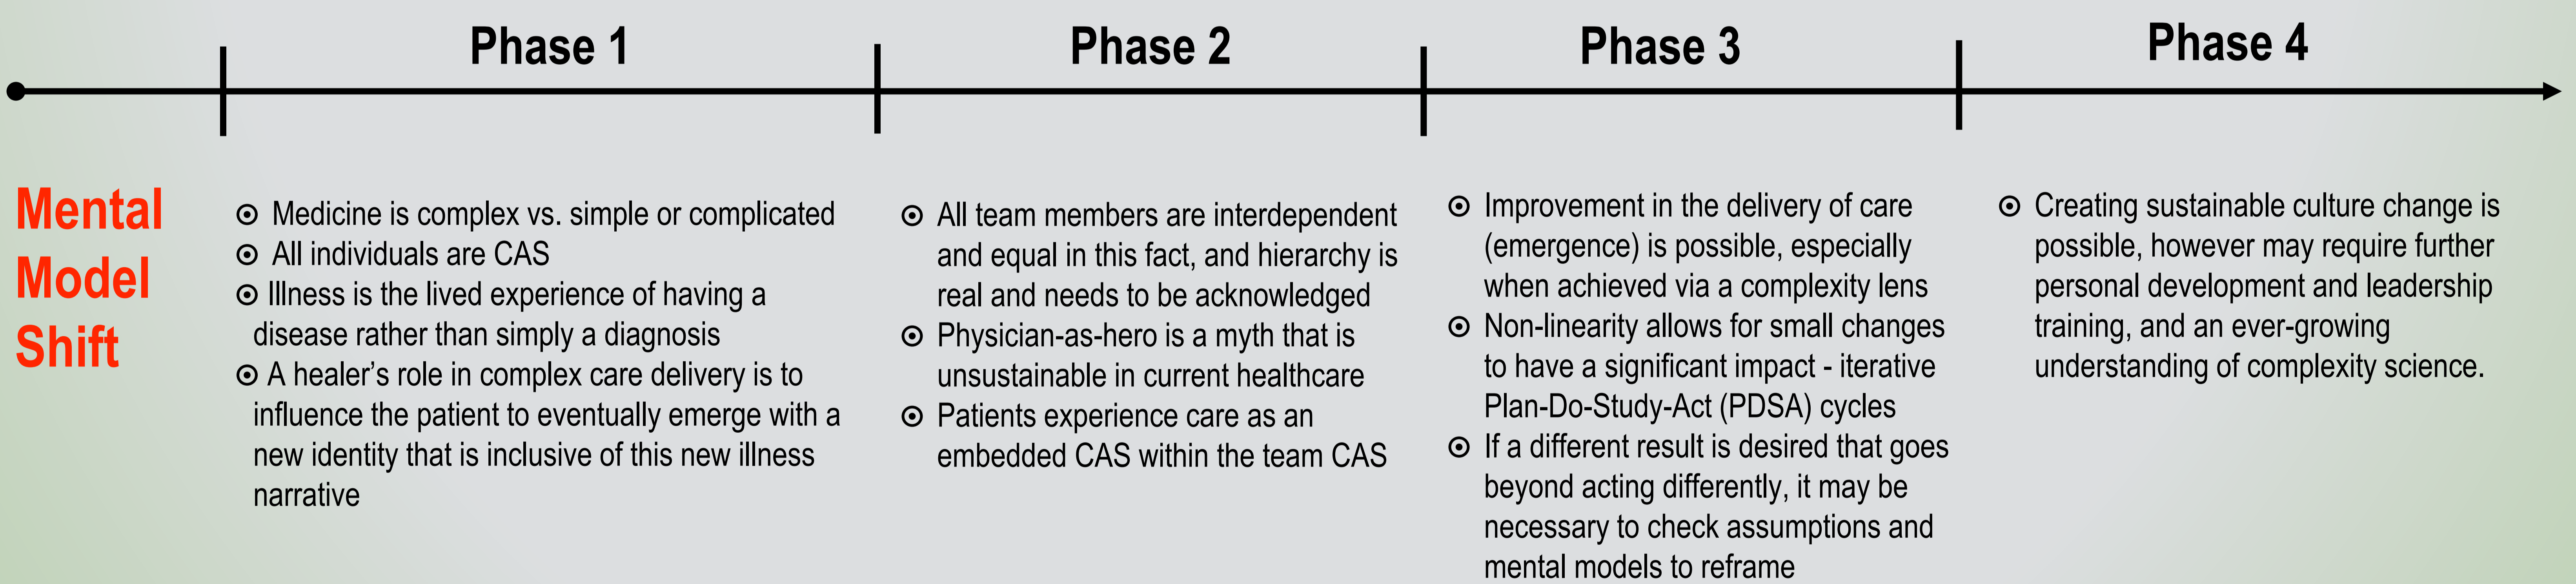 Phase 1
Phase 2
Phase 3
Phase 4
Mental
Model
Shift
Medicine is complex vs. simple or complicated
All individuals are CAS
Illness is the lived experience of having a
disease rather than simply a diagnosis
A healer’s role in complex care delivery is to
influence the patient to eventually emerge with a
new identity that is inclusive of this new illness
narrative
All team members are interdependent
and equal in this fact, and hierarchy is
real and needs to be acknowledged
Physician-as-hero is a myth that is
unsustainable in current healthcare
Patients experience care as an
embedded CAS within the team CAS
Improvement in the delivery of care
(emergence) is possible, especially
when achieved via a complexity lens
Non-linearity allows for small changes
to have a significant impact - iterative
Plan-Do-Study-Act (PDSA) cycles
If a different result is desired that goes
beyond acting differently, it may be
necessary to check assumptions and
mental models to reframe
Creating sustainable culture change is
possible, however may require further
personal development and leadership
training, and an ever-growing
understanding of complexity science.